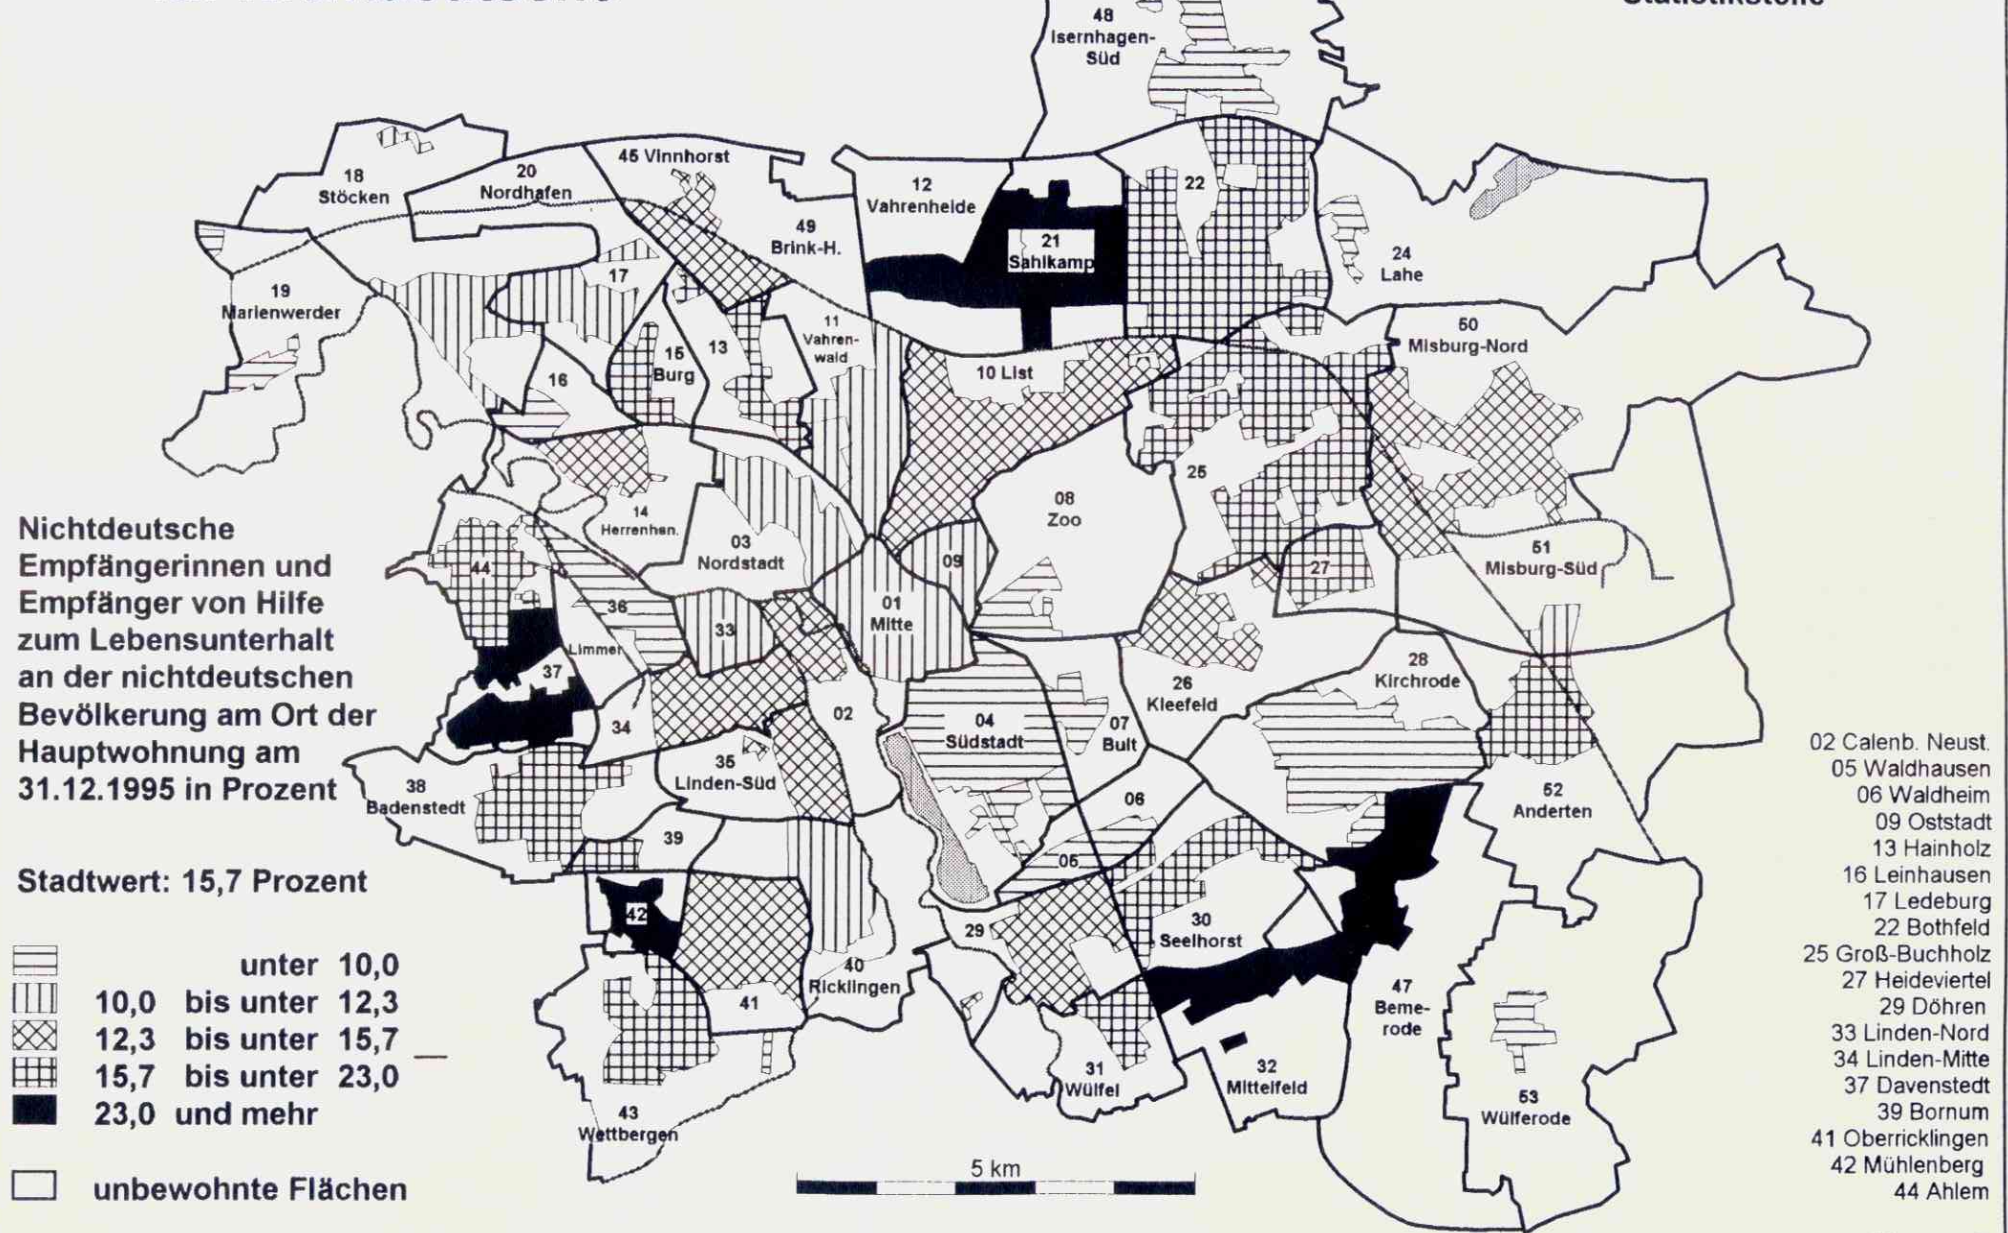 48
Isernhagen-
Süd
18
Stöcken
20
Nordhafen
45 Vinnhorst
12
Vahrenheide
22
49
Brink-H.
21
Sahlkamp
24
Lahe
17
19
Marienwerder
11
Vahren-
wald
50
Misburg-Nord
15
Burg
13
16
10 List
25
14
Herrenhsn.
08
Zoo
03
Nordstadt
51
Misburg-Süd
44
09
27
36
Limmer
33
01
Mitte
37
28
Kirchrode
26
Kleefeld
34
02
04
Südstadt
07
Bult
35
Linden-Süd
38
Badenstedt
06
52
Anderten
39
05
42
29
30
Seelhorst
40
Ricklingen
41
47
Beme-
rode
31
Wülfel
32
Mittelfeld
43
Wettbergen
53
Wülferode
Nichtdeutsche
Empfängerinnen und
Empfänger von Hilfe
zum Lebensunterhalt
an der nichtdeutschen
Bevölkerung am Ort der
Hauptwohnung am
31.12.1995 in Prozent
Stadtwert: 15,7 Prozent
unter 10,0
10,0 bis unter 12,3
12,3 bis unter 15,7
15,7 bis unter 23,0
23,0 und mehr
unbewohnte Flächen
5 km
02 Calenb. Neust.
05 Waldhausen
06 Waldheim
09 Oststadt
13 Hainholz
16 Leinhausen
17 Ledeburg
22 Bothfeld
25 Groß-Buchholz
27 Heideviertel
29 Döhren
33 Linden-Nord
34 Linden-Mitte
37 Davenstedt
39 Bornum
41 Oberricklingen
42 Mühlenberg
44 Ahlem